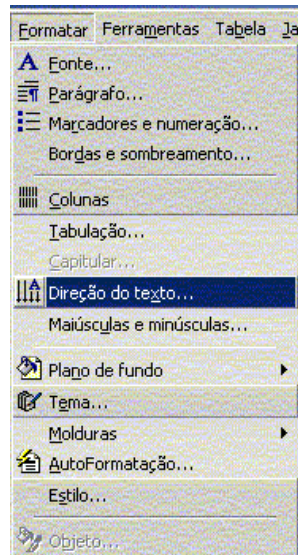 Formatar Ferramentas Tabela Ja
Fonte...
Parágrafo...
Marcadores e numeração...
Bordas e sombreamento...
Colunas
Tabulação...
Capitular...
Direção do texto...
Maiúsculas e minúsculas...
Plano de fundo
Tema...
Molduras
AutoFormatação...
Estilo...
Objeto...